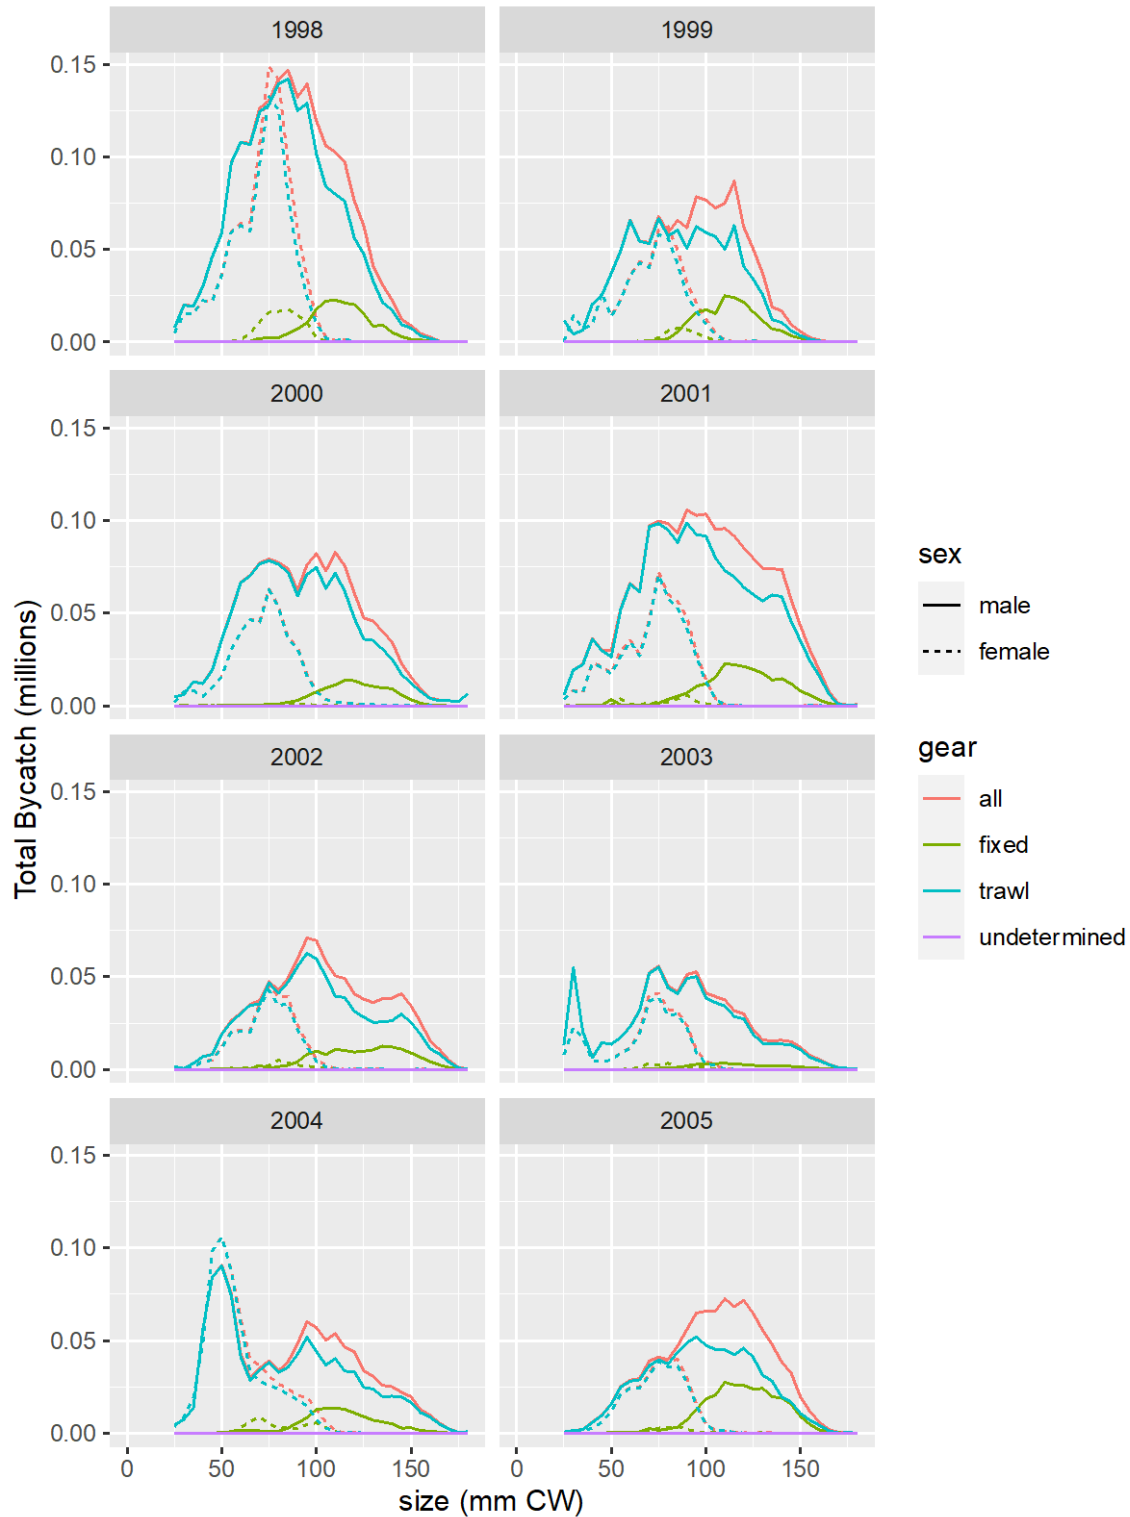 1998 1999
0.15
0.10
0.05
0.00
2000 2001
0.15
0.10
0.05
0.00
2002 2003
0.15
0.10
0.05
0.00
2004 2005
0.15
0.10
0.05
0.00
0 50 100 150 0 50 100 150
size (mm CW)
Total Bycatch (millions)
sex
male
female
gear
all
fixed
trawl
undetermined